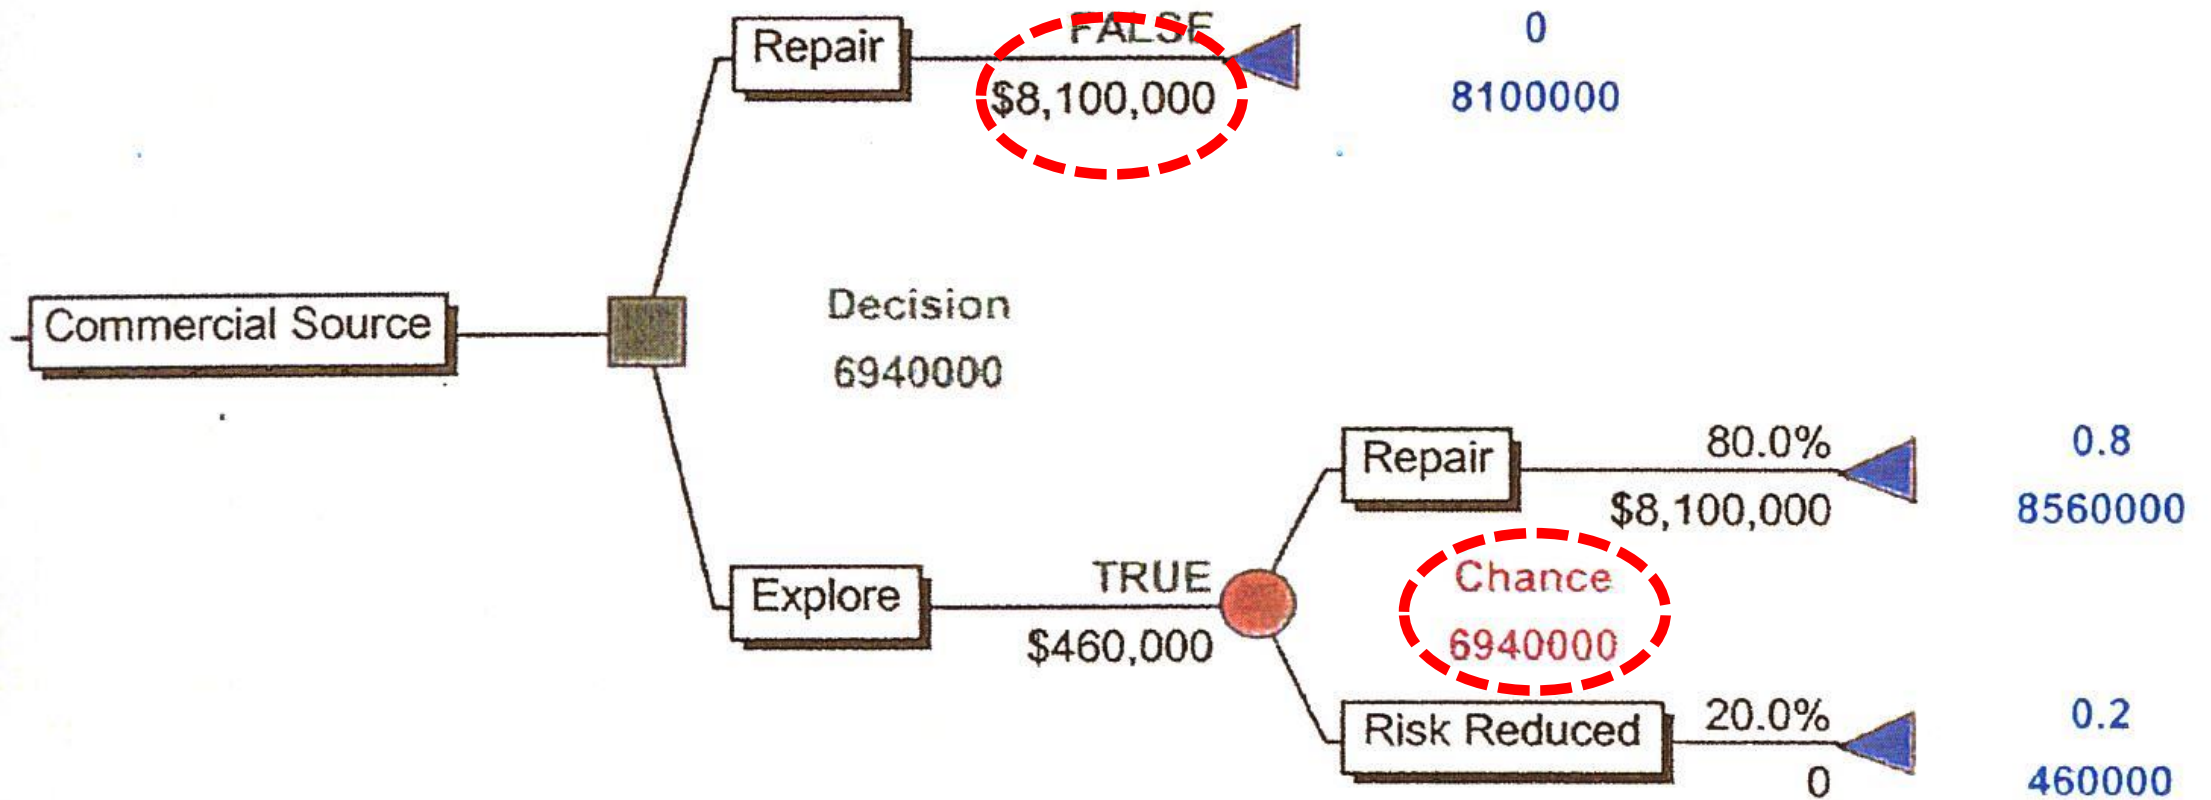 FALSE
0
Repair
$8,100,000
8100000
Decision
Commercial Source
6940000
80.0%
0.8
Repair
$8,100,000
8560000
TRUE
Chance
Explore
$460,000
6940000
20.0%
0.2
Risk Reduced
0
460000